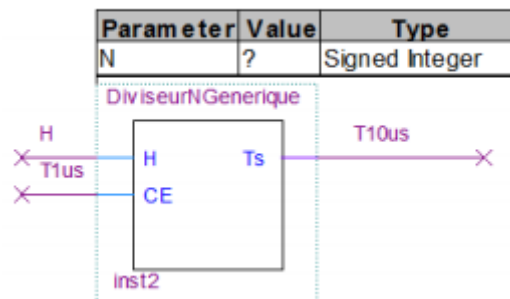 Parameter Value Type
N ? Signed Integer
DiviseurNGenerique
H T10us
H Ts
T1us
CE
inst2